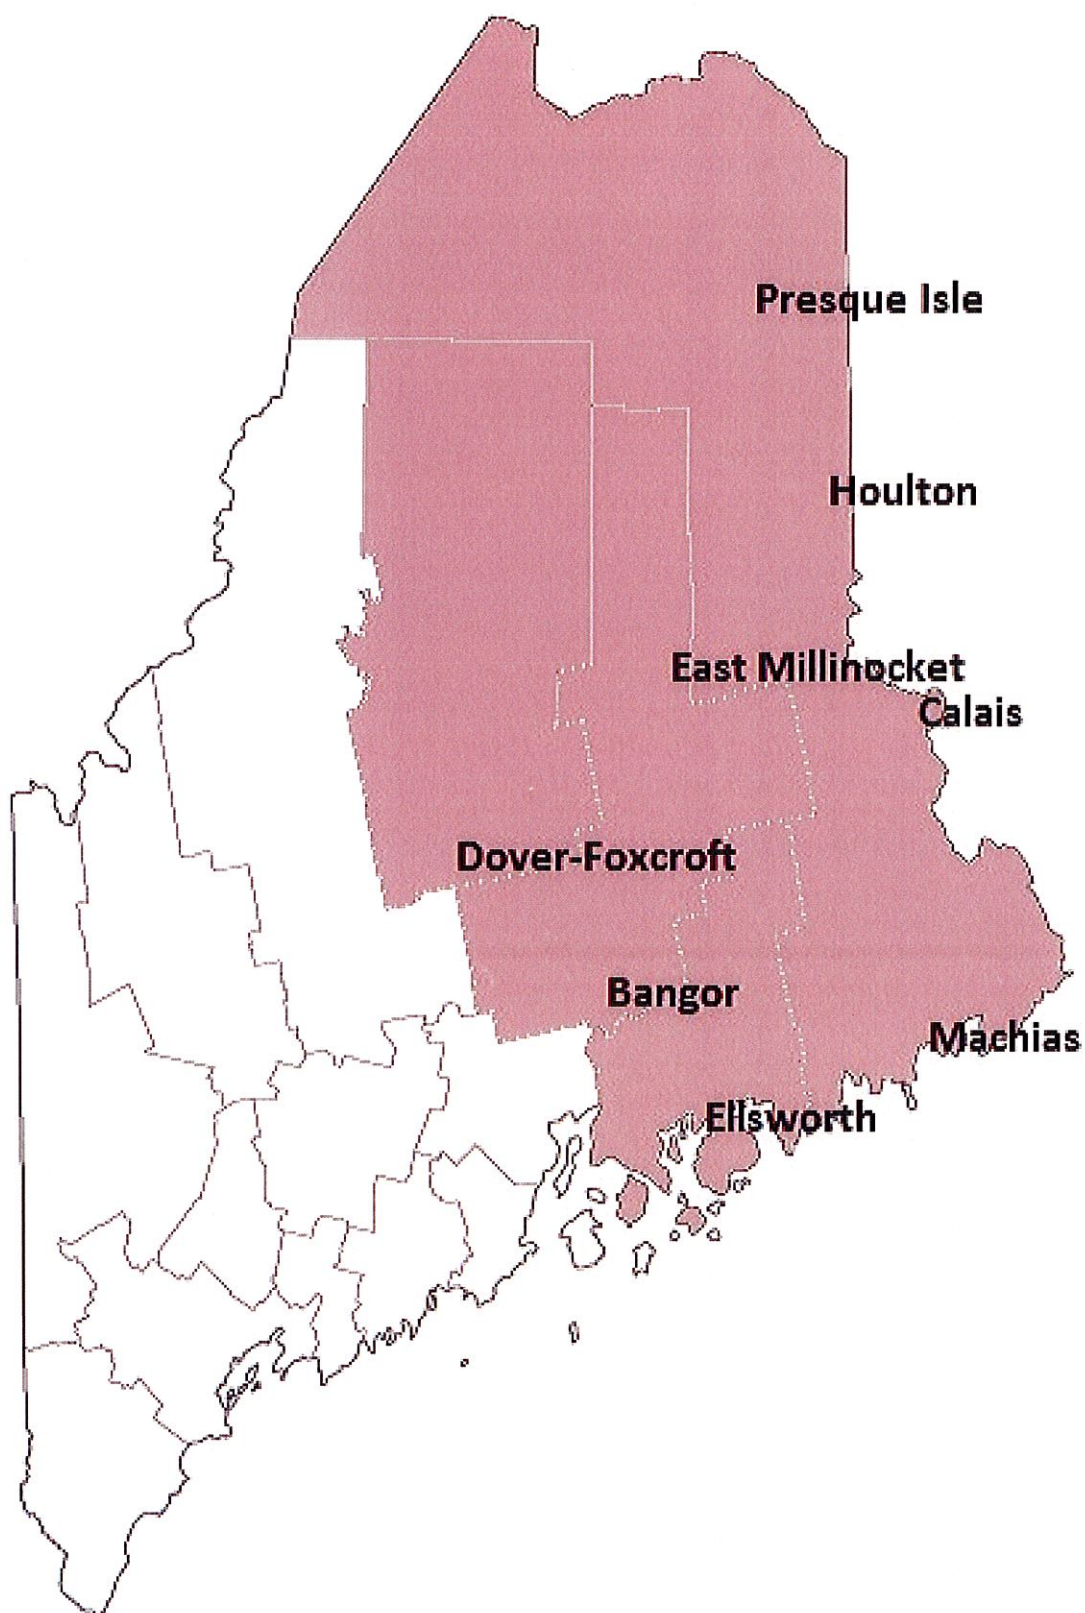 Presque Isle
Houlton
East Millinocket
Calais
Dover-Foxcroft
Bangor
Machias
Ellsworth